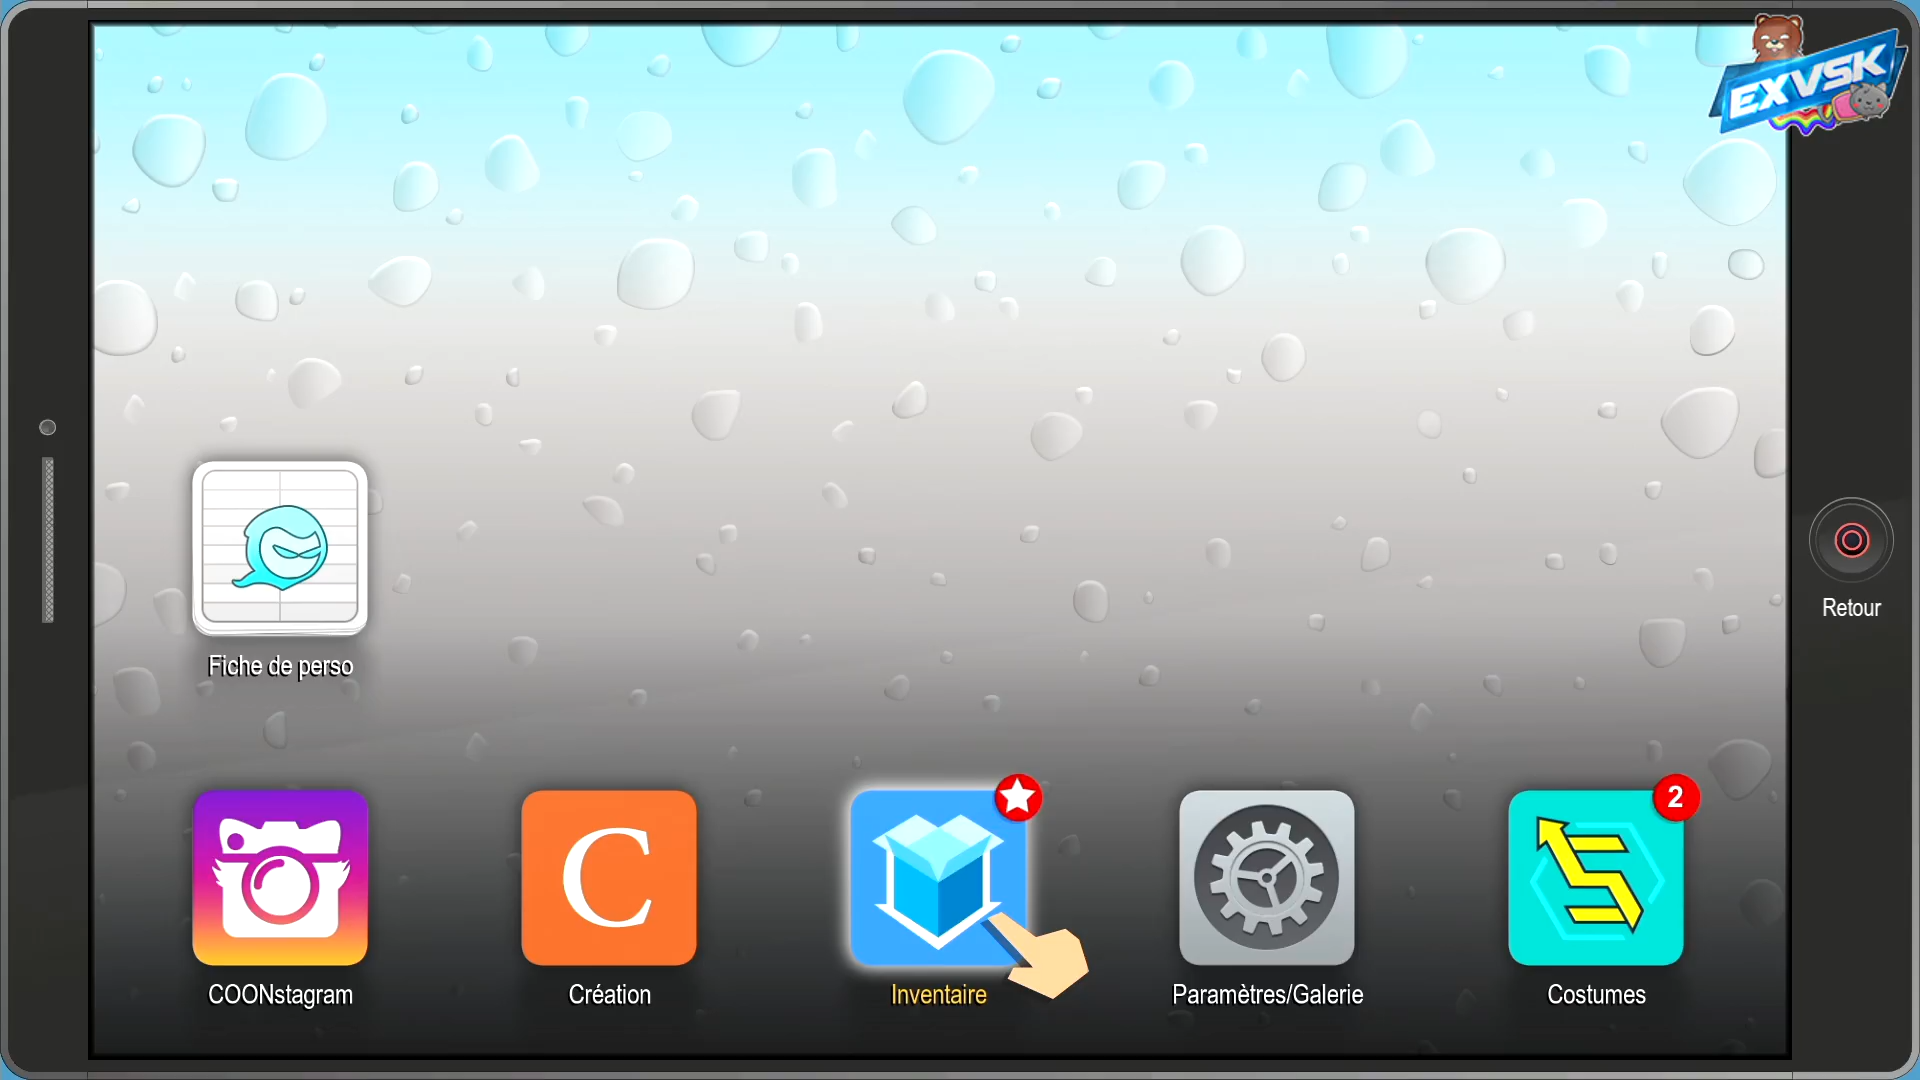 EXVSK
Retour
Fiche de perso
C
2
COONstagram
Création
Inventaire
Paramètres/Galerie
Costumes